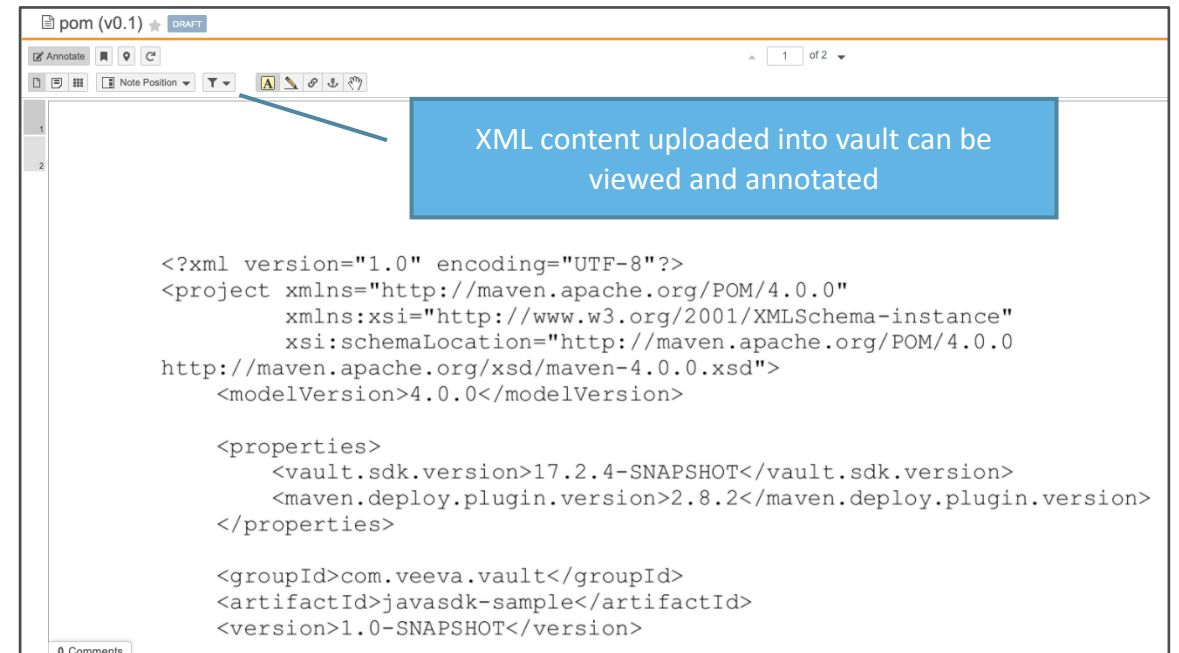 pom (v0.1) DRAFT
Annotate
1 of 2
Note Position
A
1
2
XML content uploaded into vault can be
viewed and annotated
<?xml version="1.0" encoding="UTF-8"?>
<project xmlns="http://maven.apache.org/POM/4.0.0"
xmlns:xsi="http://www.w3.org/2001/XMLSchema-instance"
xsi:schemaLocation="http://maven.apache.org/POM/4.0.0
http://maven.apache.org/xsd/maven-4.0.0.xsd">
<modelVersion>4.0.0</modelVersion>
<properties>
<vault.sdk.version>17.2.4-SNAPSHOT</vault.sdk.version>
<maven.deploy.plugin.version>2.8.2</maven.deploy.plugin.version>
</properties>
<groupId>com.veeva.vault</groupId>
<artifactId>javasdk-sample</artifactId>
<version>1.0-SNAPSHOT</version>
0 Comments